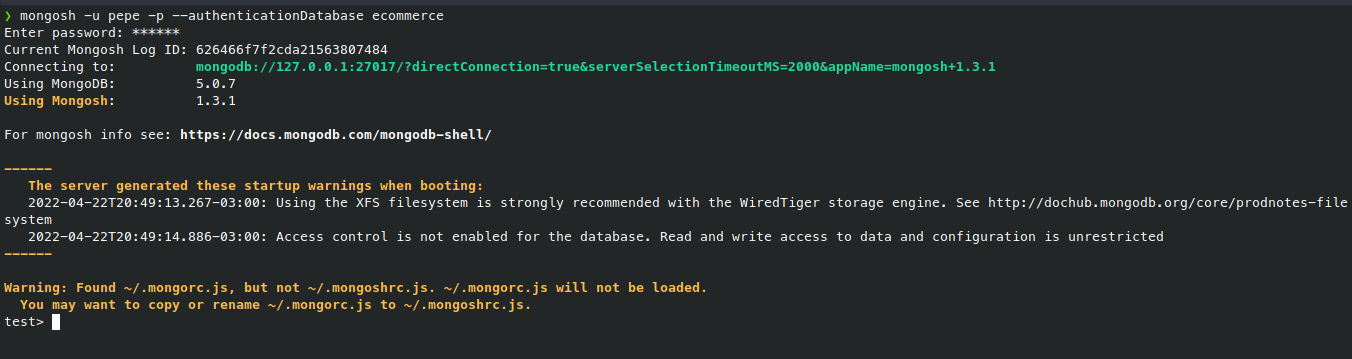 ❯ mongosh -u pepe -p --authenticationDatabase ecommerce
Enter password: ******
Current Mongosh Log ID: 626466f7f2cda21563807484
Connecting to:          mongodb://127.0.0.1:27017/?directConnection=true&serverSelectionTimeoutMS=2000&appName=mongosh+1.3.1
Using MongoDB:          5.0.7
Using Mongosh:          1.3.1
For mongosh info see: https://docs.mongodb.com/mongodb-shell/
------
   The server generated these startup warnings when booting:
   2022-04-22T20:49:13.267-03:00: Using the XFS filesystem is strongly recommended with the WiredTiger storage engine. See http://dochub.mongodb.org/core/prodnotes-file
system
   2022-04-22T20:49:14.886-03:00: Access control is not enabled for the database. Read and write access to data and configuration is unrestricted
------
Warning: Found ~/.mongorc.js, but not ~/.mongoshrc.js. ~/.mongorc.js will not be loaded.
  You may want to copy or rename ~/.mongorc.js to ~/.mongoshrc.js.
test>